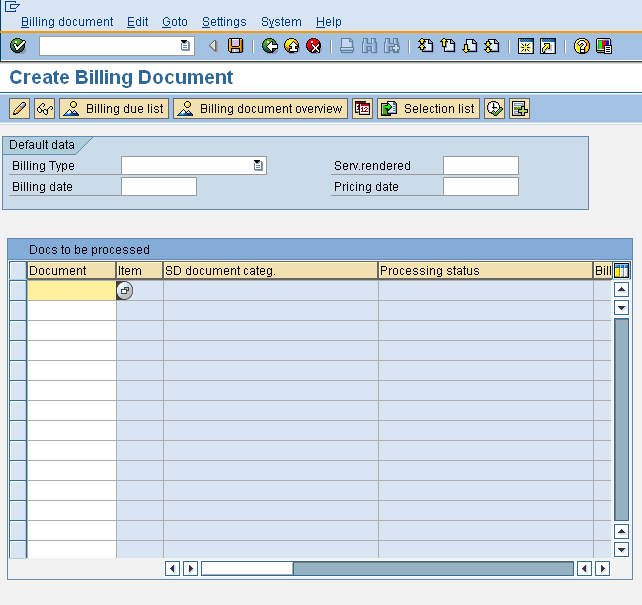 Billing document Edit Goto Settings System Help
Create Billing Document
Billing due list Billing document overview Selection list
Default data
Billing Type Serv.rendered
Billing date Pricing date
Docs to be processed
Document Item SD document categ. Processing status Bill